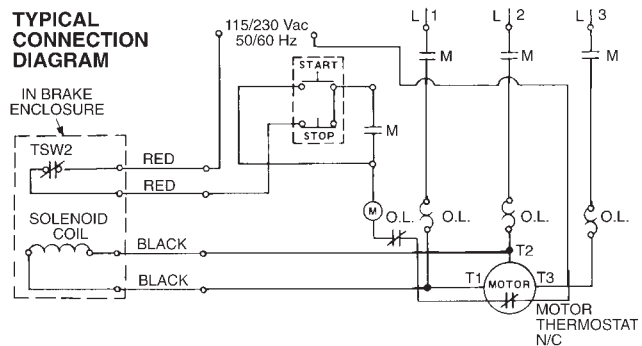 TYPICAL
CONNECTION
DIAGRAM
115/230 Vac
50/60 Hz
L 1
L 2
L 3
M
M
M
START
STOP
M
IN BRAKE
ENCLOSURE
TSW2
RED
RED
M
O.L.
O.L.
O.L.
O.L.
SOLENOID
COIL
BLACK
BLACK
T2
T1
MOTOR
T3
MOTOR
THERMOSTAT
N/C